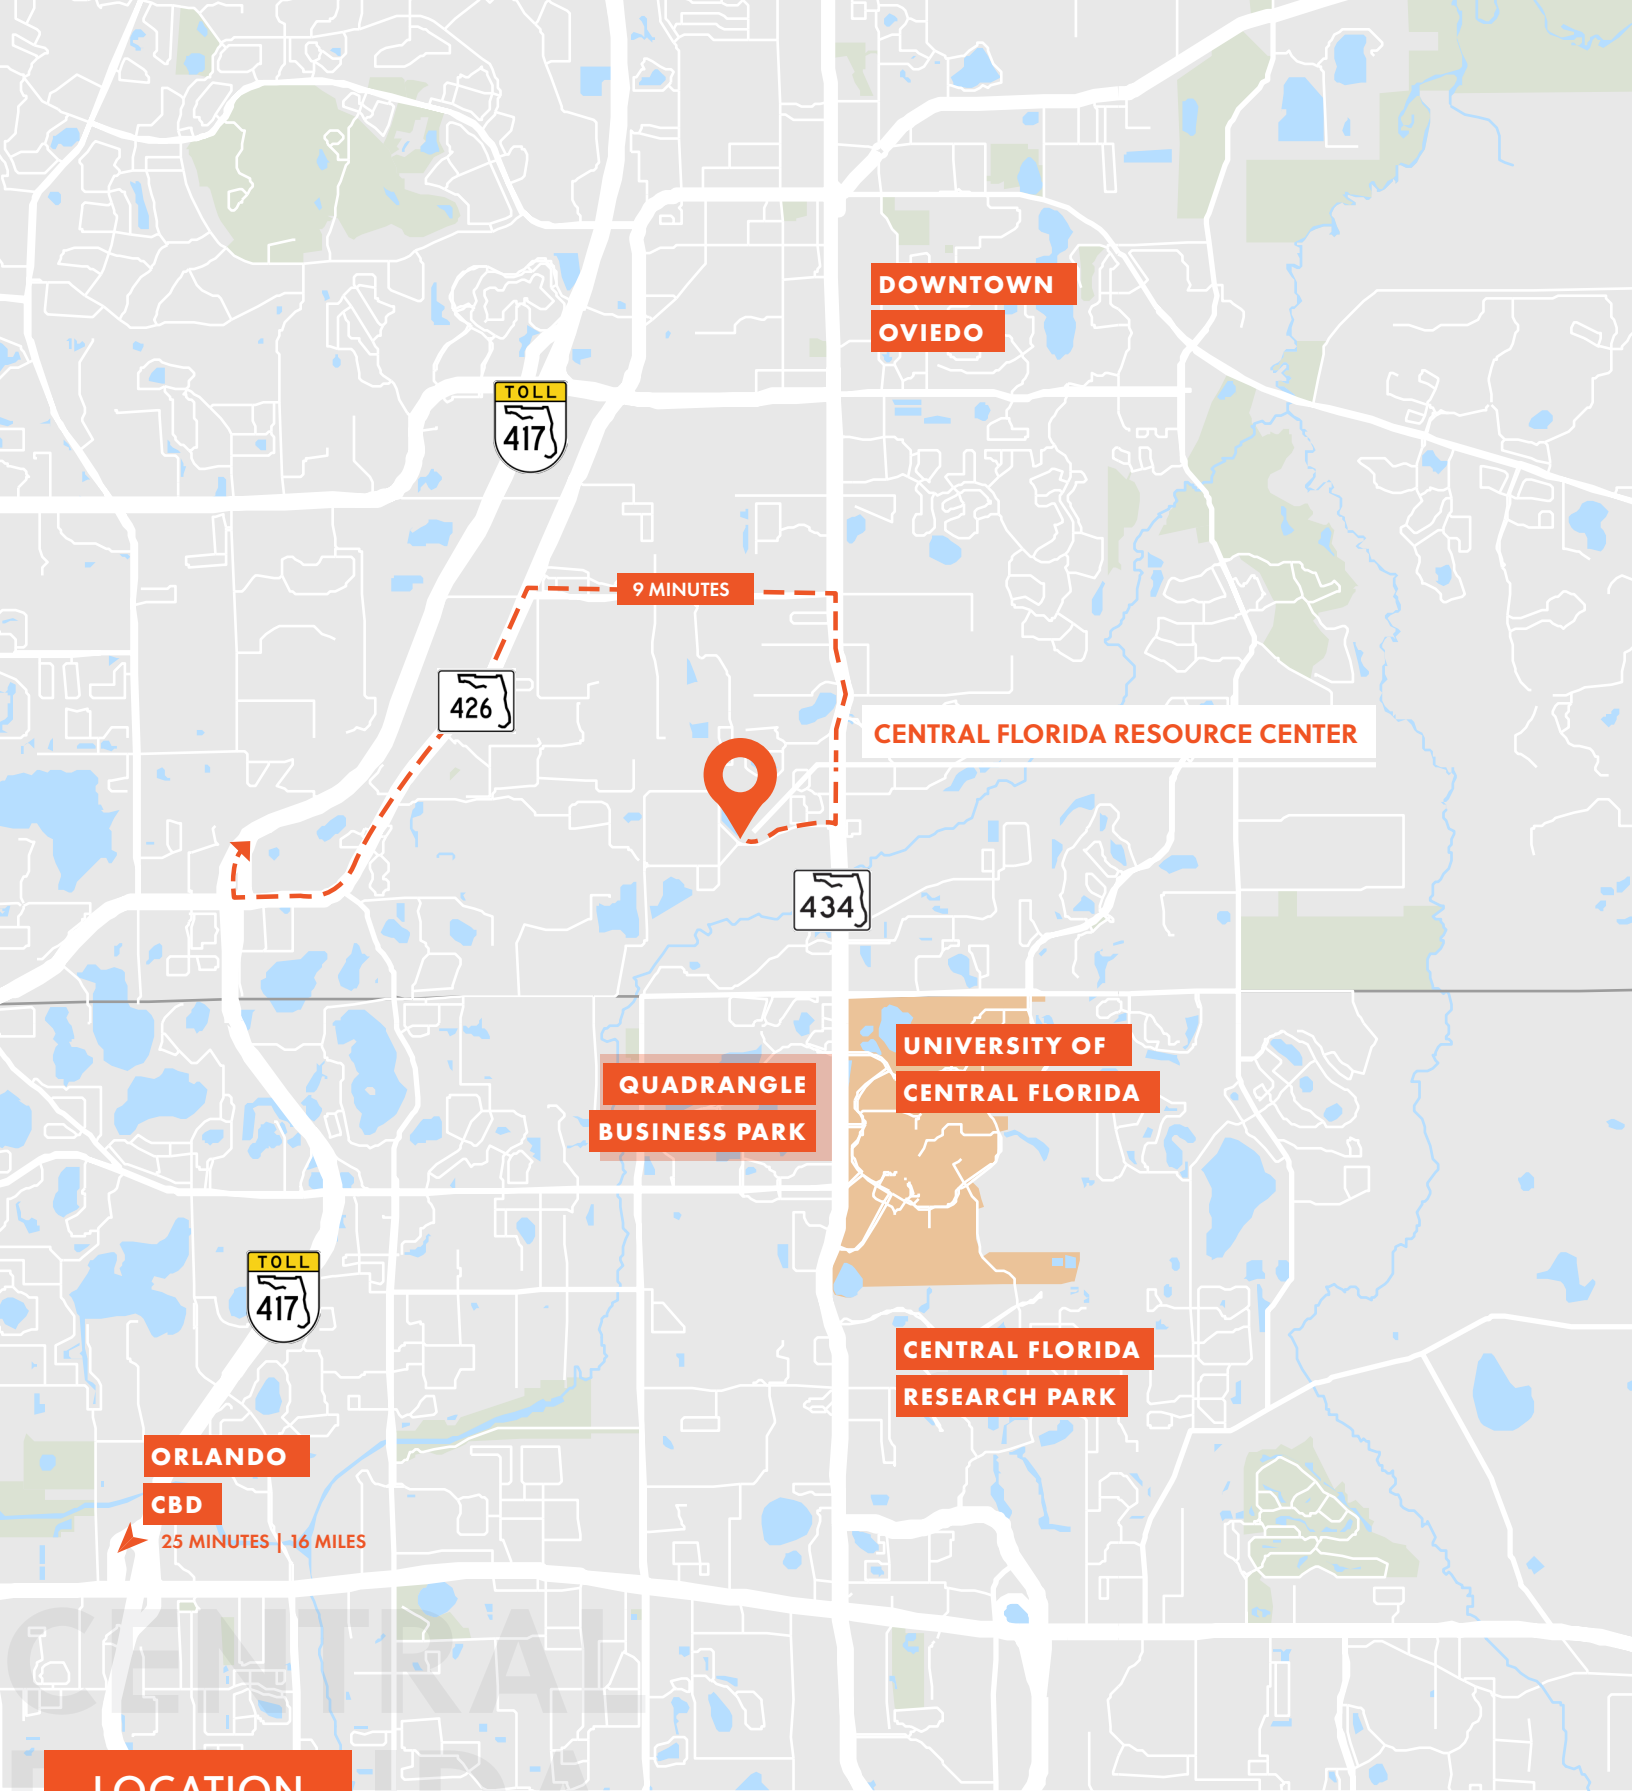 DOWNTOWN
OVIEDO
TOLL
417
9 MINUTES
426
CENTRAL FLORIDA RESOURCE CENTER
434
UNIVERSITY OF
CENTRAL FLORIDA
QUADRANGLE
BUSINESS PARK
TOLL
417
CENTRAL FLORIDA
RESEARCH PARK
ORLANDO
CBD
25 MINUTES | 16 MILES
CENTRAL
LOCATION